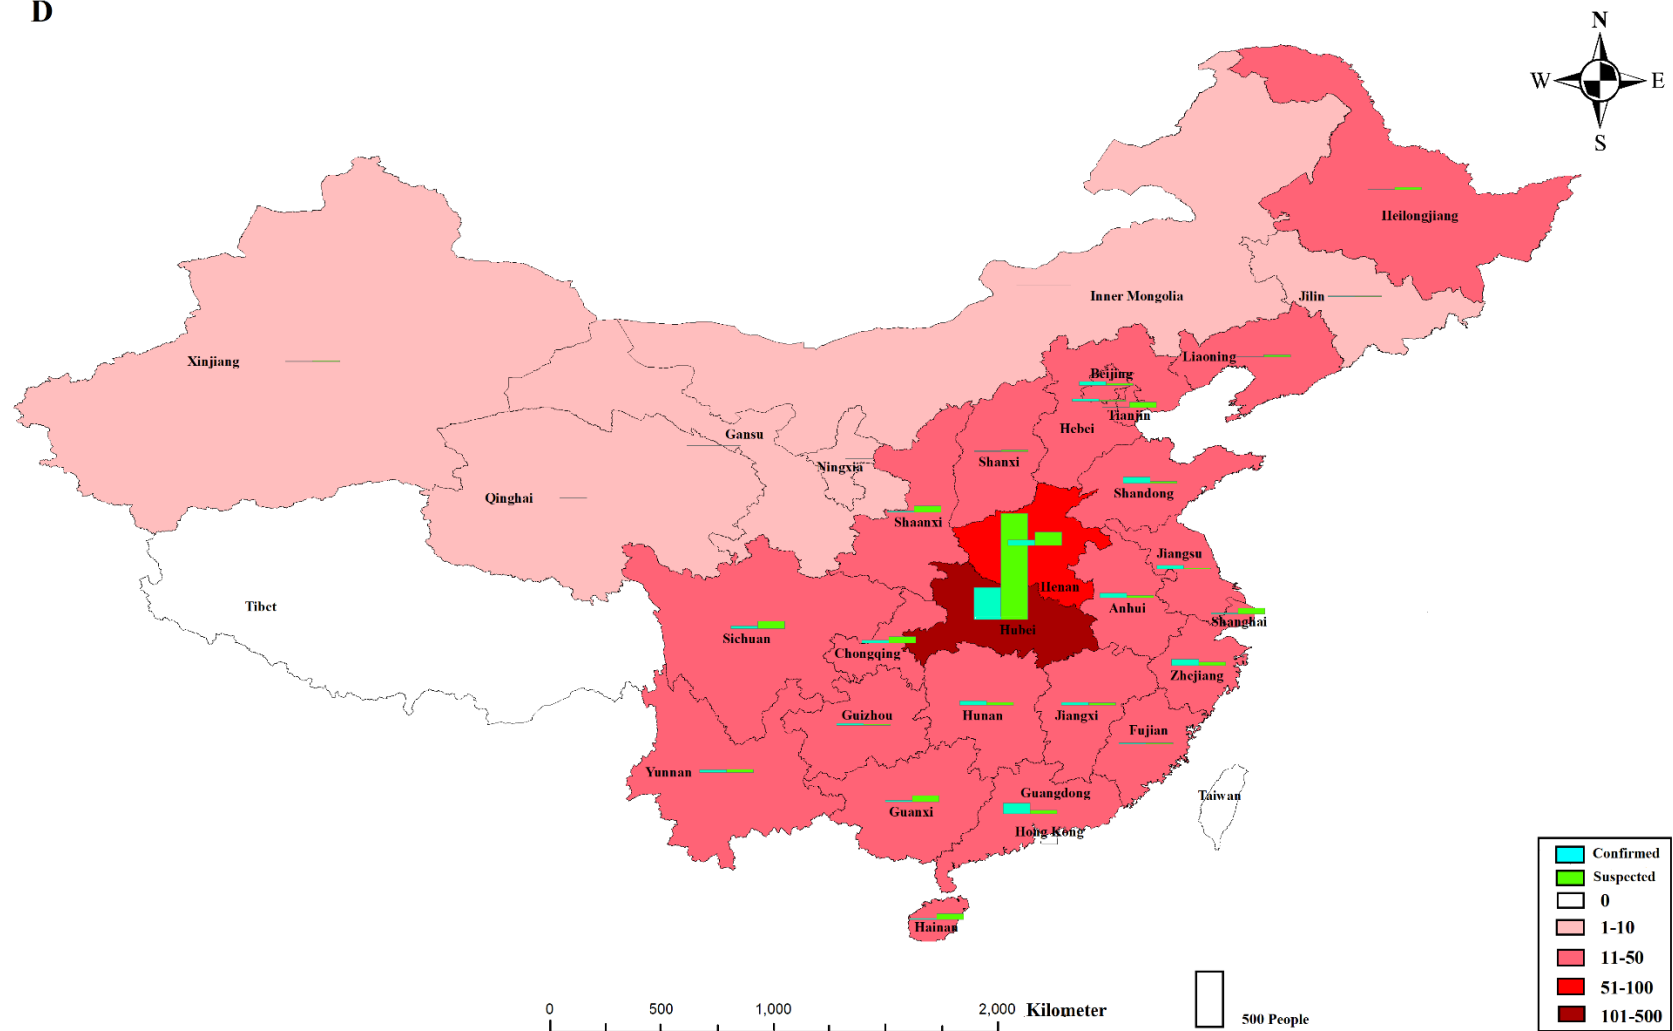 D
N
W E
S
Heilongjiang
Inner Mongolia
Jilin
Xinjiang
Liaoning
Beijing
Tianjin
Hebei
Gansu
Ningxia
Shanxi
Qinghai
Shandong
Shaanxi
Jiangsu
Henan
Tibet
Anhui
Shanghai
Hubei
Sichuan
Chongqing
Zhejiang
Guizhou
Hunan
Jiangxi
Fujian
Yunnan
Guangdong
Taiwan
Guanxi
Hong Kong
Hainan
Confirmed
Suspected
0
1-10
11-50
51-100
101-500
0 500 1,000 2,000 Kilometer
500 People